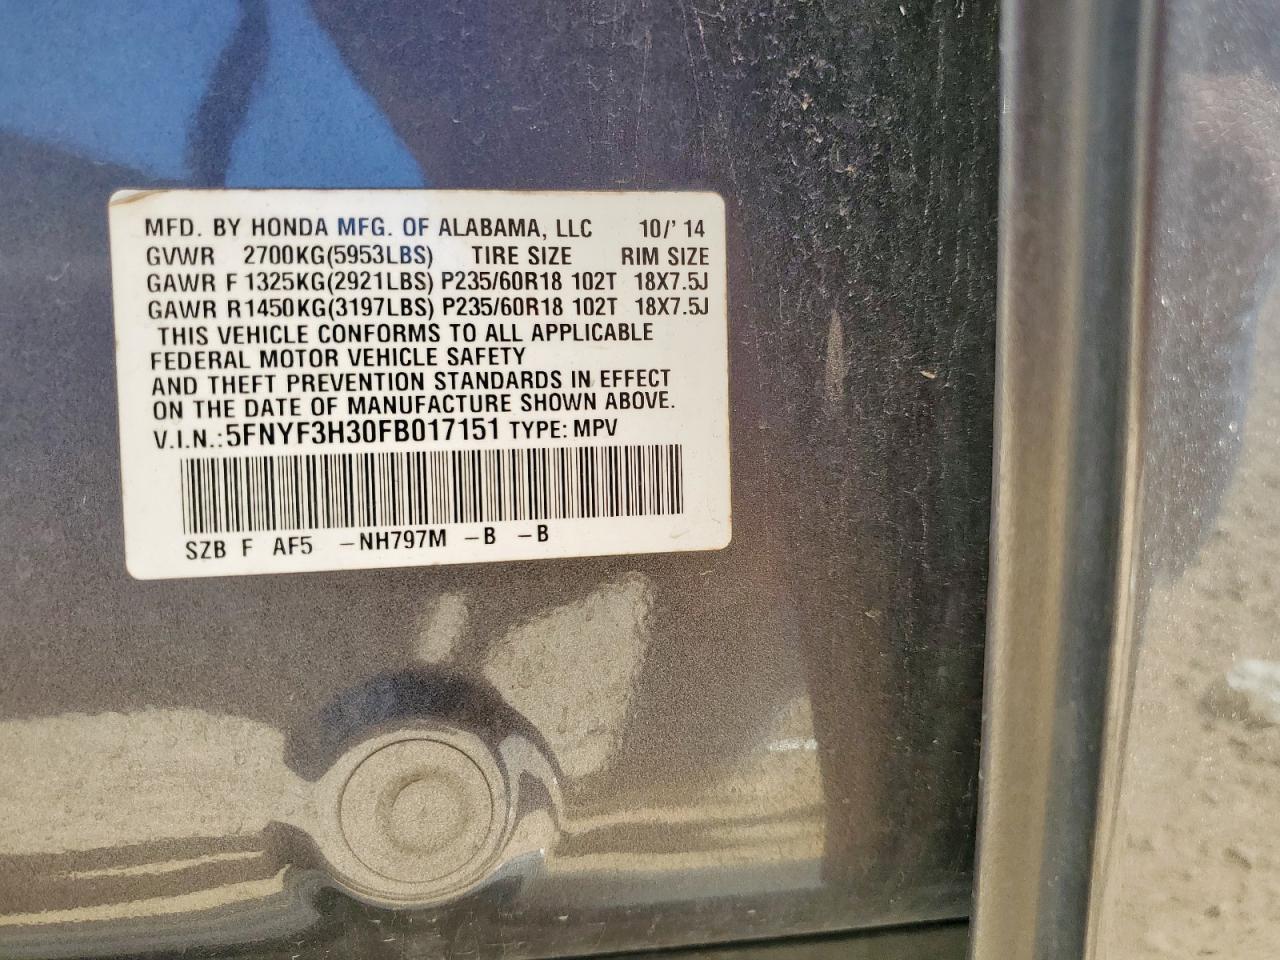 MFD. BY HONDA MFG. OF ALABAMA, LLC 10/'14
GVWR 2700KG(5953LBS) TIRE SIZE RIM SIZE
GAWR F 1325KG(2921LBS) P235/60R18 102T 18X7.5J
GAWR R1450KG(3197LBS) P235/60R18 102T 18X7.5J
THIS VEHICLE CONFORMS TO ALL APPLICABLE
FEDERAL MOTOR VEHICLE SAFETY
AND THEFT PREVENTION STANDARDS IN EFFECT
ON THE DATE OF MANUFACTURE SHOWN ABOVE.
V.I.N.:5FNYF3H30FB017151 TYPE: MPV
SZB F AF5 -NH797M -B -B